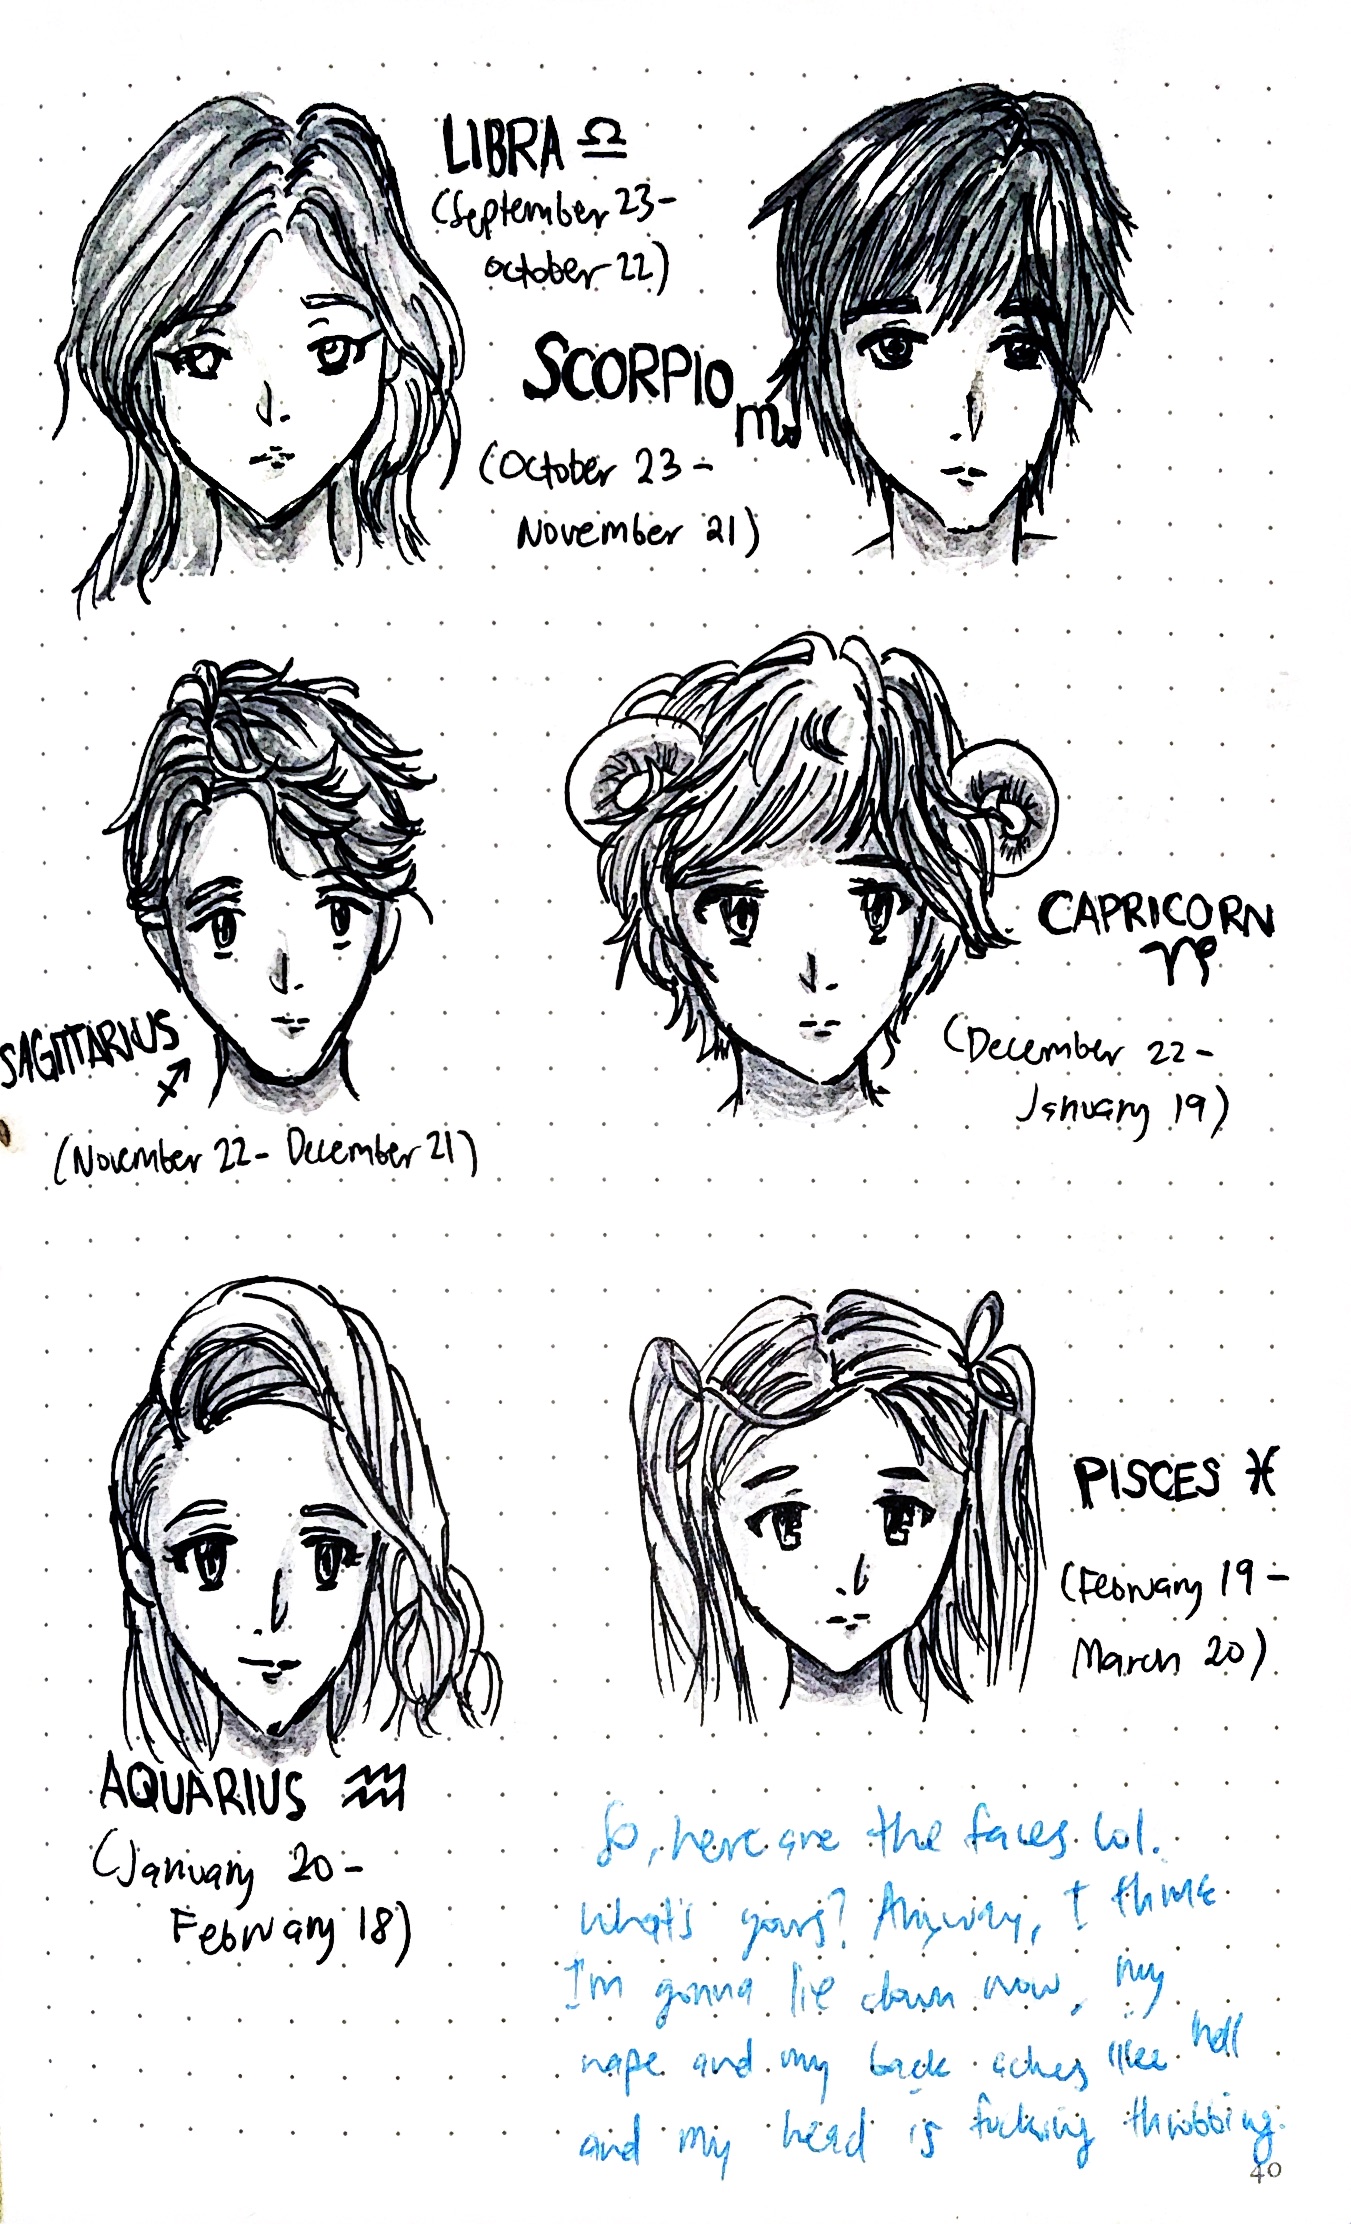 LIBRA ♎
(September 23-
October 22)
SCORPIO ♏
(October 23-
November 21)
SAGITTARIUS
♐
(November 22- December 21)
CAPRICORN
♑
(December 22-
January 19)
AQUARIUS ♒
(January 20-
February 18)
PISCES ♓
(February 19-
March 20)
So, here are the faces lol.
What's yours? Anyway, I think
I'm gonna lie down now, my
nape and my back aches like hell
and my head is fucking throbbing.
40